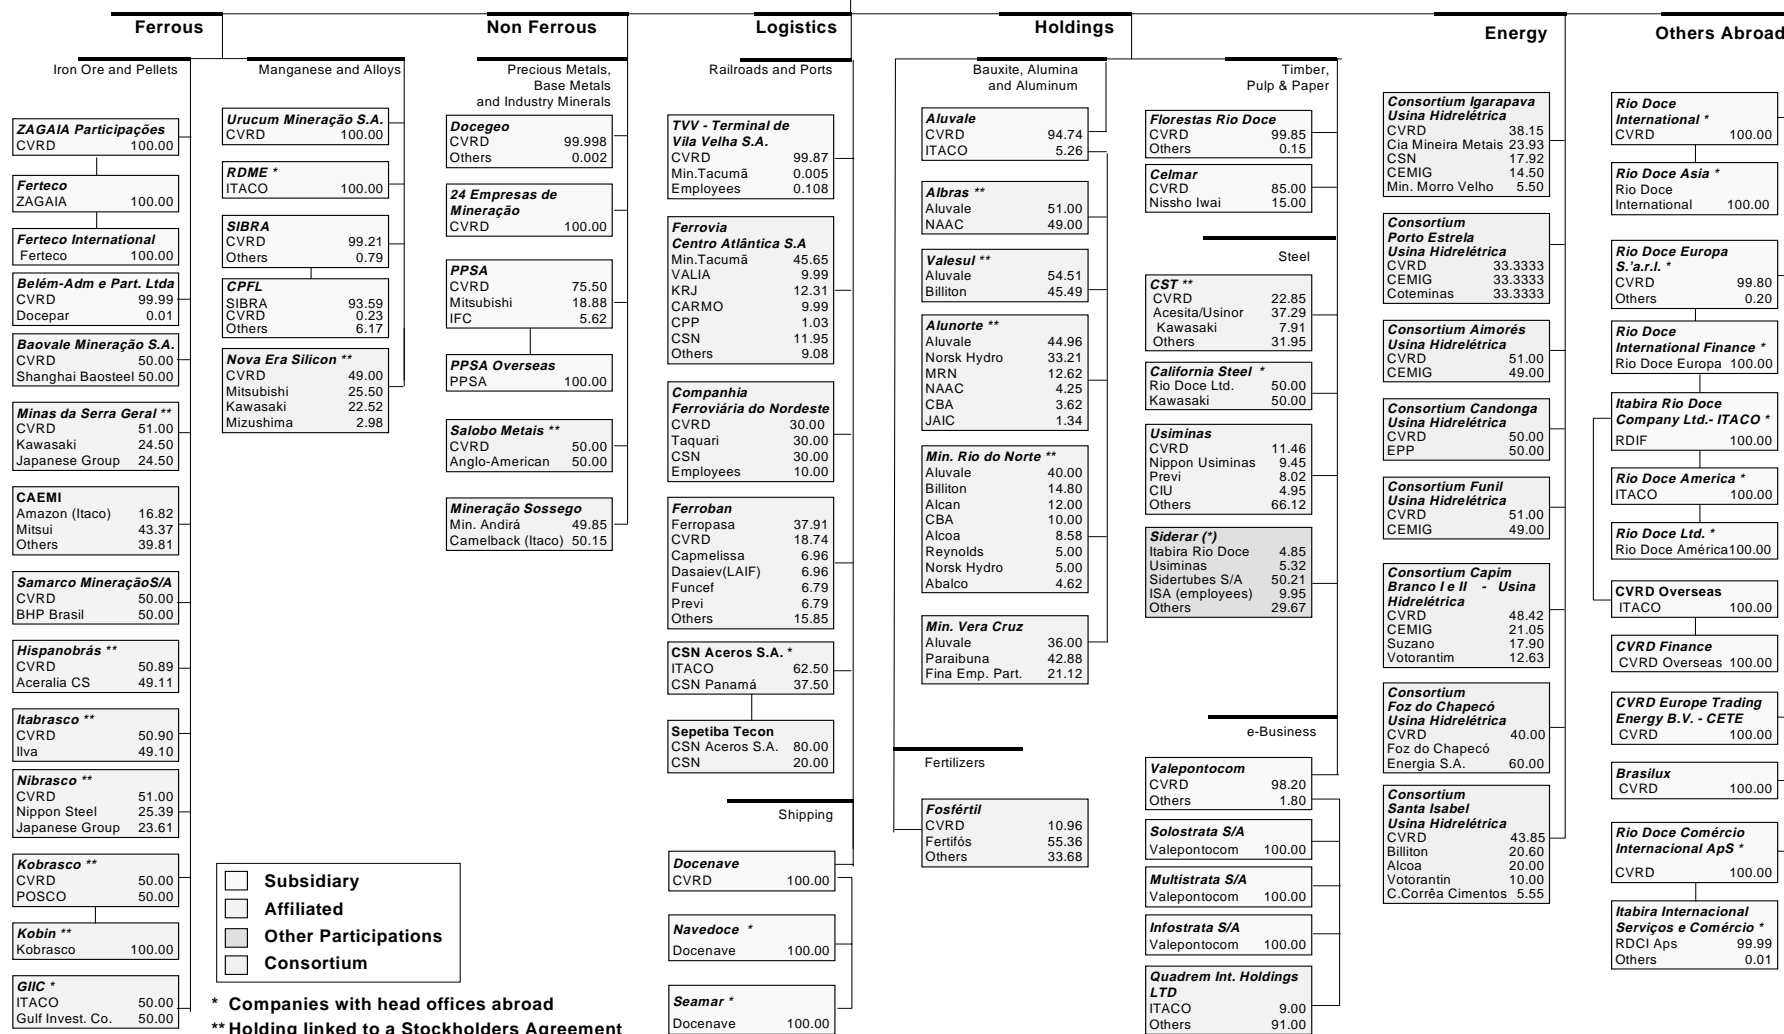 Ferrous
Non Ferrous
Logistics
Holdings
Energy
Others Abroad
Iron Ore and Pellets
ZAGAIA Participações
CVRD 100.00
Ferteco
ZAGAIA 100.00
Ferteco International
Ferteco 100.00
Belém-Adm e Part. Ltda
CVRD 99.99
Docepar 0.01
Baovale Mineração S.A.
CVRD 50.00
Shanghai Baosteel 50.00
Minas da Serra Geral **
CVRD 51.00
Kawasaki 24.50
Japanese Group 24.50
CAEMI
Amazon (Itaco) 16.82
Mitsui 43.37
Others 39.81
Samarco MineraçãoS/A
CVRD 50.00
BHP Brasil 50.00
Hispanobrás **
CVRD 50.89
Aceralia CS 49.11
Itabrasco **
CVRD 50.90
Ilva 49.10
Nibrasco **
CVRD 51.00
Nippon Steel 25.39
Japanese Group 23.61
Kobrasco **
CVRD 50.00
POSCO 50.00
Kobin **
Kobrasco 100.00
GIIC *
ITACO 50.00
Gulf Invest. Co. 50.00
Manganese and Alloys
Urucum Mineração S.A.
CVRD 100.00
RDME *
ITACO 100.00
SIBRA
CVRD 99.21
Others 0.79
CPFL
SIBRA 93.59
CVRD 0.23
Others 6.17
Nova Era Silicon **
CVRD 49.00
Mitsubishi 25.50
Kawasaki 22.52
Mizushima 2.98
Subsidiary
Affiliated
Other Participations
Consortium
* Companies with head offices abroad
** Holding linked to a Stockholders Agreement
Precious Metals,
Base Metals
and Industry Minerals
Docegeo
CVRD 99.998
Others 0.002
24 Empresas de
Mineração
CVRD 100.00
PPSA
CVRD 75.50
Mitsubishi 18.88
IFC 5.62
PPSA Overseas
PPSA 100.00
Salobo Metais **
CVRD 50.00
Anglo-American 50.00
Mineração Sossego
Min. Andirá 49.85
Camelback (Itaco) 50.15
Railroads and Ports
TVV - Terminal de
Vila Velha S.A.
CVRD 99.87
Min.Tacumã 0.005
Employees 0.108
Ferrovia
Centro Atlântica S.A
Min.Tacumã 45.65
VALIA 9.99
KRJ 12.31
CARMO 9.99
CPP 1.03
CSN 11.95
Others 9.08
Companhia
Ferroviária do Nordeste
CVRD 30.00
Taquari 30.00
CSN 30.00
Employees 10.00
Ferroban
Ferropasa 37.91
CVRD 18.74
Capmelissa 6.96
Dasaiev(LAIF) 6.96
Funcef 6.79
Previ 6.79
Others 15.85
CSN Aceros S.A. *
ITACO 62.50
CSN Panamá 37.50
Sepetiba Tecon
CSN Aceros S.A. 80.00
CSN 20.00
Shipping
Docenave
CVRD 100.00
Navedoce *
Docenave 100.00
Seamar *
Docenave 100.00
Bauxite, Alumina
and Aluminum
Aluvale
CVRD 94.74
ITACO 5.26
Albras **
Aluvale 51.00
NAAC 49.00
Valesul **
Aluvale 54.51
Billiton 45.49
Alunorte **
Aluvale 44.96
Norsk Hydro 33.21
MRN 12.62
NAAC 4.25
CBA 3.62
JAIC 1.34
Min. Rio do Norte **
Aluvale 40.00
Billiton 14.80
Alcan 12.00
CBA 10.00
Alcoa 8.58
Reynolds 5.00
Norsk Hydro 5.00
Abalco 4.62
Min. Vera Cruz
Aluvale 36.00
Paraibuna 42.88
Fina Emp. Part. 21.12
Fertilizers
Fosfértil
CVRD 10.96
Fertifós 55.36
Others 33.68
Timber,
Pulp & Paper
Florestas Rio Doce
CVRD 99.85
Others 0.15
Celmar
CVRD 85.00
Nissho Iwai 15.00
Steel
CST **
CVRD 22.85
Acesita/Usinor 37.29
Kawasaki 7.91
Others 31.95
California Steel *
Rio Doce Ltd. 50.00
Kawasaki 50.00
Usiminas
CVRD 11.46
Nippon Usiminas 9.45
Previ 8.02
CIU 4.95
Others 66.12
Siderar (*)
Itabira Rio Doce 4.85
Usiminas 5.32
Sidertubes S/A 50.21
ISA (employees) 9.95
Others 29.67
e-Business
Valepontocom
CVRD 98.20
Others 1.80
Solostrata S/A
Valepontocom 100.00
Multistrata S/A
Valepontocom 100.00
Infostrata S/A
Valepontocom 100.00
Quadrem Int. Holdings
LTD
ITACO 9.00
Others 91.00
Consortium Igarapava
Usina Hidrelétrica
CVRD 38.15
Cia Mineira Metais 23.93
CSN 17.92
CEMIG 14.50
Min. Morro Velho 5.50
Consortium
Porto Estrela
Usina Hidrelétrica
CVRD 33.3333
CEMIG 33.3333
Coteminas 33.3333
Consortium Aimorés
Usina Hidrelétrica
CVRD 51.00
CEMIG 49.00
Consortium Candonga
Usina Hidrelétrica
CVRD 50.00
EPP 50.00
Consortium Funil
Usina Hidrelétrica
CVRD 51.00
CEMIG 49.00
Consortium Capim
Branco I e II - Usina
Hidrelétrica
CVRD 48.42
CEMIG 21.05
Suzano 17.90
Votorantim 12.63
Consortium
Foz do Chapecó
Usina Hidrelétrica
CVRD 40.00
Foz do Chapecó
Energia S.A. 60.00
Consortium
Santa Isabel
Usina Hidrelétrica
CVRD 43.85
Billiton 20.60
Alcoa 20.00
Votorantin 10.00
C.Corrêa Cimentos 5.55
Rio Doce
International *
CVRD 100.00
Rio Doce Asia *
Rio Doce
International 100.00
Rio Doce Europa
S.'a.r.l. *
CVRD 99.80
Others 0.20
Rio Doce
International Finance *
Rio Doce Europa 100.00
Itabira Rio Doce
Company Ltd.- ITACO *
RDIF 100.00
Rio Doce America *
ITACO 100.00
Rio Doce Ltd. *
Rio Doce América100.00
CVRD Overseas
ITACO 100.00
CVRD Finance
CVRD Overseas 100.00
CVRD Europe Trading
Energy B.V. - CETE
CVRD 100.00
Brasilux
CVRD 100.00
Rio Doce Comércio
Internacional ApS *
CVRD 100.00
Itabira Internacional
Serviços e Comércio *
RDCI Aps 99.99
Others 0.01